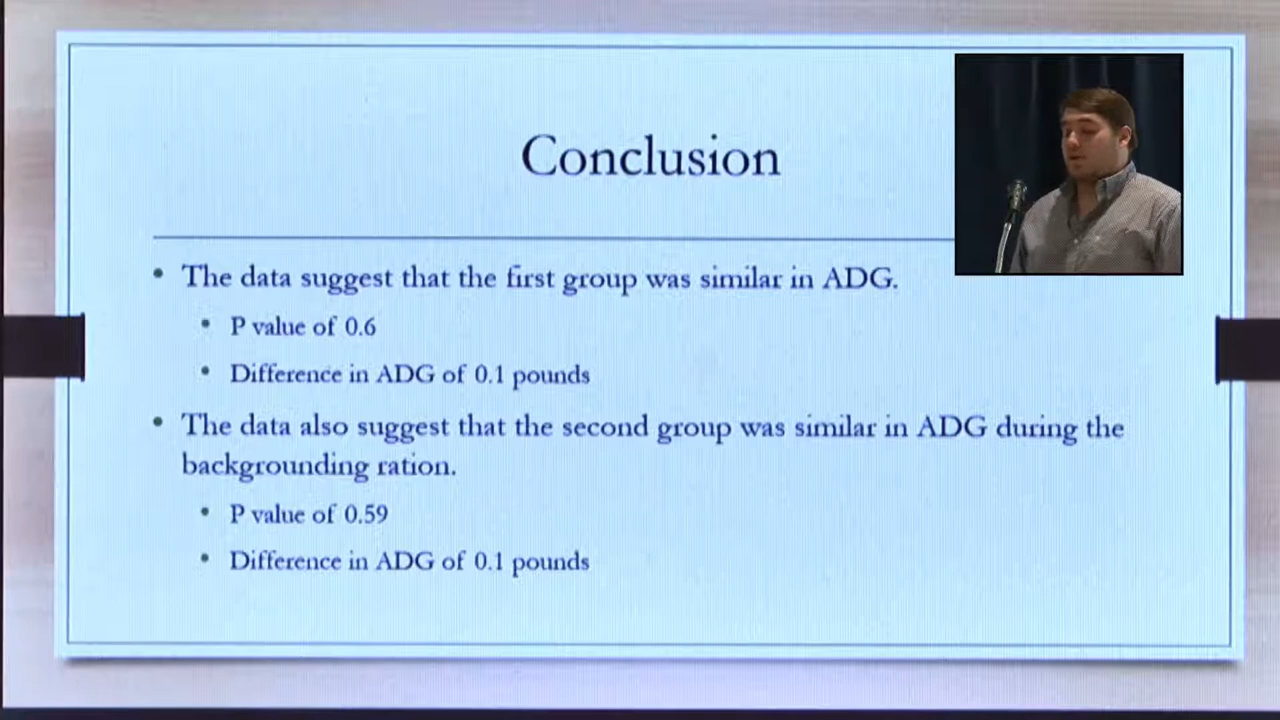 Conclusion
• The data suggest that the first group was similar in ADG.
• P value of 0.6
• Difference in ADG of 0.1 pounds
• The data also suggest that the second group was similar in ADG during the
backgrounding ration.
• P value of 0.59
• Difference in ADG of 0.1 pounds